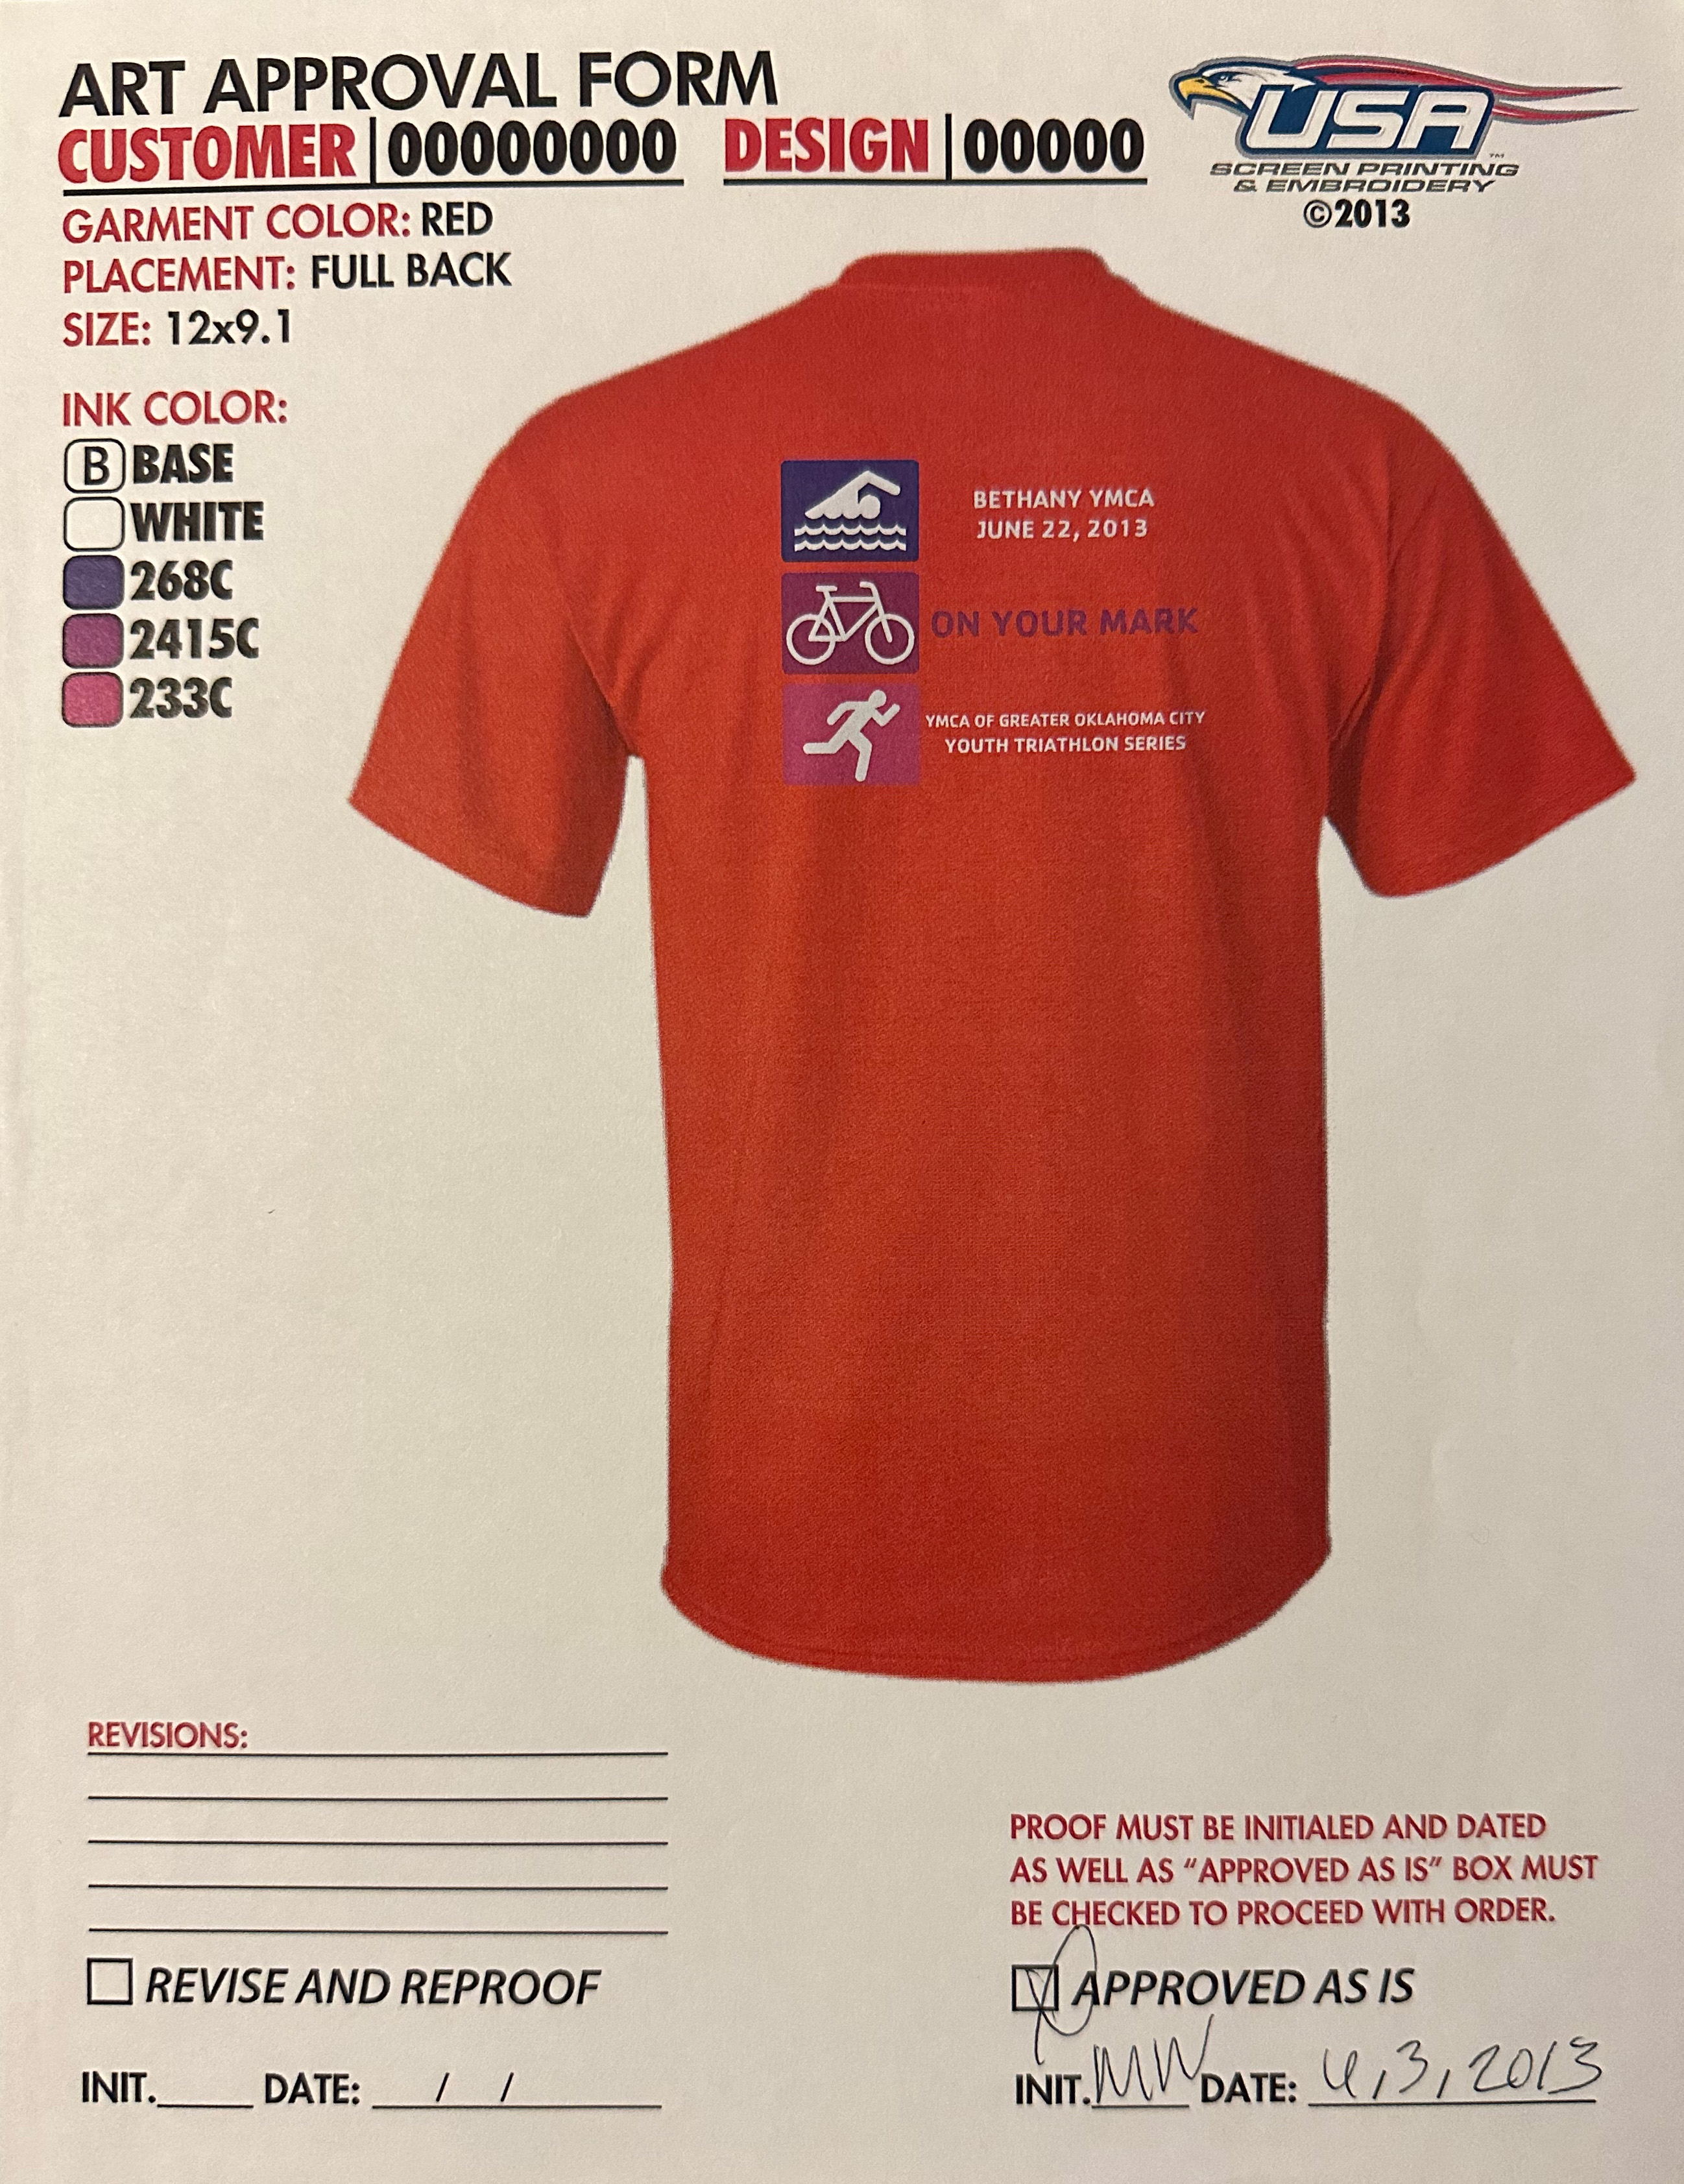 ART APPROVAL FORM
CUSTOMER 00000000 DESIGN 00000
USA™
SCREEN PRINTING
& EMBROIDERY
©2013
GARMENT COLOR: RED
PLACEMENT: FULL BACK
SIZE: 12x9.1
INK COLOR:
B BASE
WHITE
268C
2415C
233C
BETHANY YMCA
JUNE 22, 2013
ON YOUR MARK
YMCA OF GREATER OKLAHOMA CITY
YOUTH TRIATHLON SERIES
REVISIONS:
REVISE AND REPROOF
INIT. DATE: / /
PROOF MUST BE INITIALED AND DATED
AS WELL AS “APPROVED AS IS” BOX MUST
BE CHECKED TO PROCEED WITH ORDER.
APPROVED AS IS
INIT. MW DATE: 3, 2013